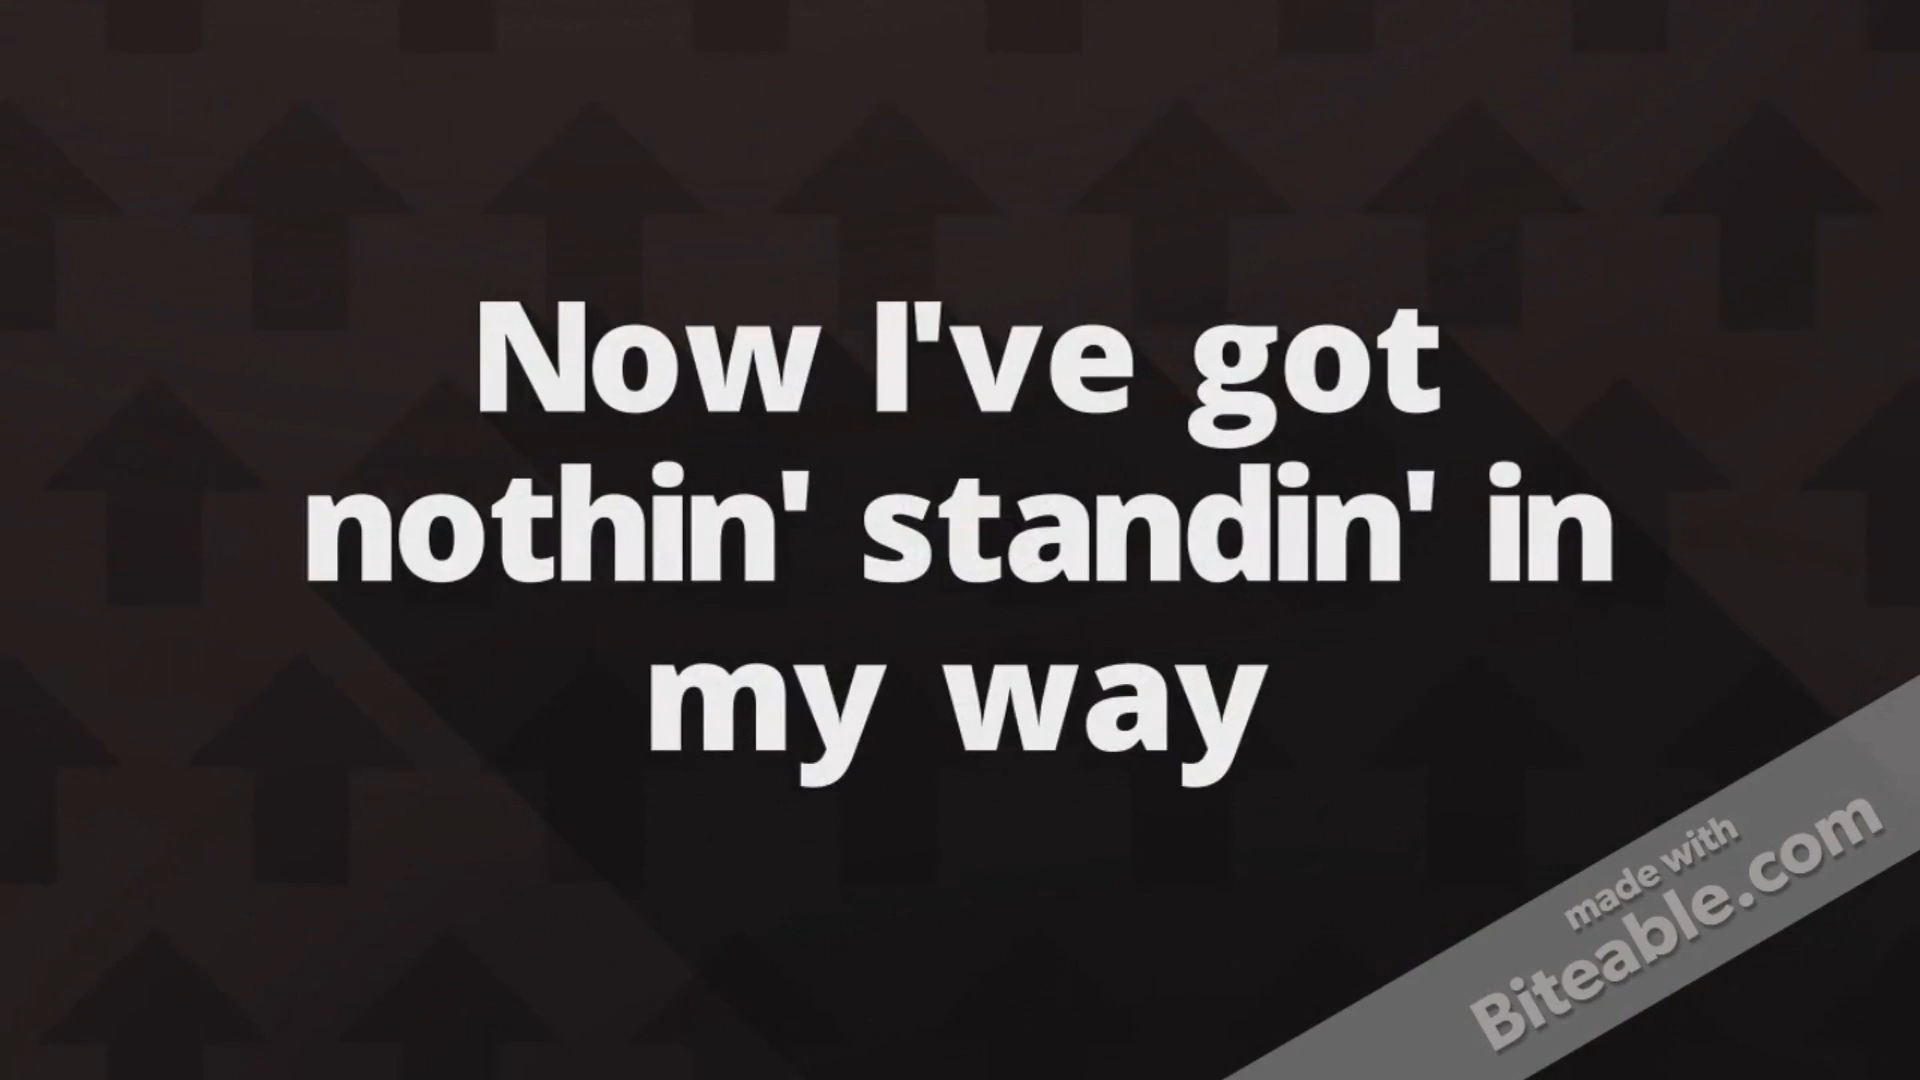 Now I've got
nothin' standin' in
my way
made with
Biteable.com